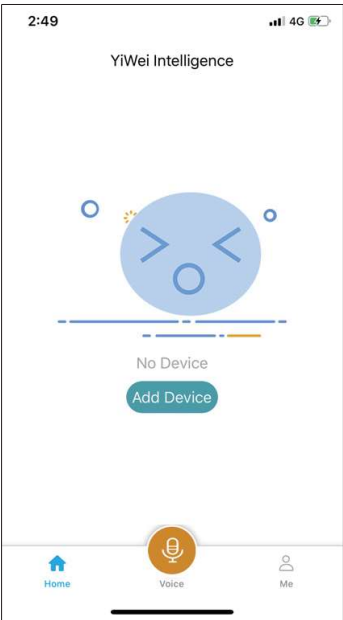 2:49 4G
YiWei Intelligence
No Device
Add Device
Home Voice Me